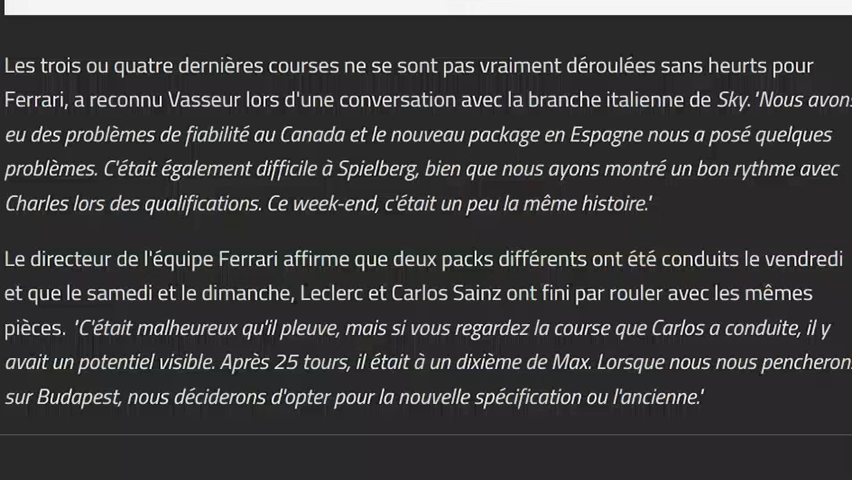 Les trois ou quatre dernières courses ne se sont pas vraiment déroulées sans heurts pour
Ferrari, a reconnu Vasseur lors d'une conversation avec la branche italienne de Sky. "Nous avons
eu des problèmes de fiabilité au Canada et le nouveau package en Espagne nous a posé quelques
problèmes. C'était également difficile à Spielberg, bien que nous ayons montré un bon rythme avec
Charles lors des qualifications. Ce week-end, c'était un peu la même histoire."
Le directeur de l'équipe Ferrari affirme que deux packs différents ont été conduits le vendredi
et que le samedi et le dimanche, Leclerc et Carlos Sainz ont fini par rouler avec les mêmes
pièces. "C'était malheureux qu'il pleuve, mais si vous regardez la course que Carlos a conduite, il y
avait un potentiel visible. Après 25 tours, il était à un dixième de Max. Lorsque nous nous pencheron
sur Budapest, nous déciderons d'opter pour la nouvelle spécification ou l'ancienne."